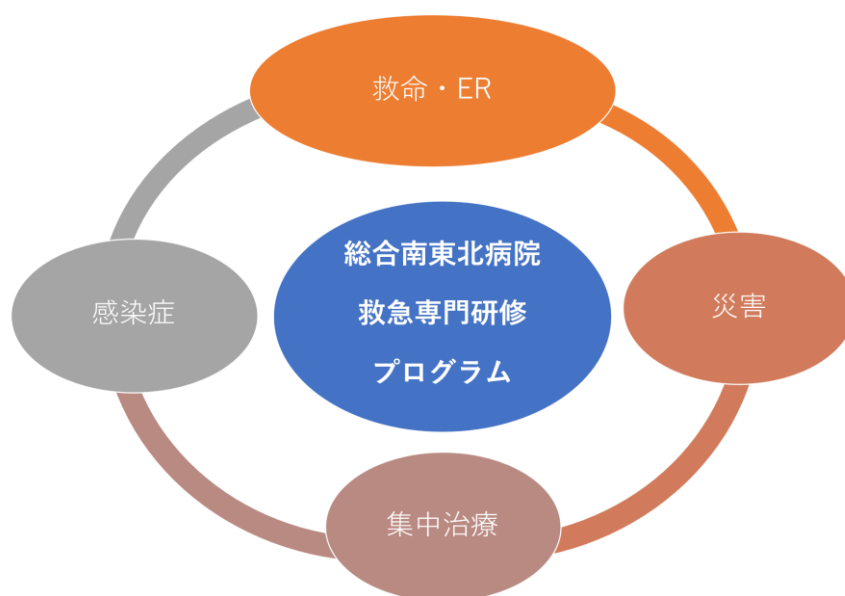 救命・ER
総合南東北病院
救急専門研修
プログラム
感染症
災害
集中治療